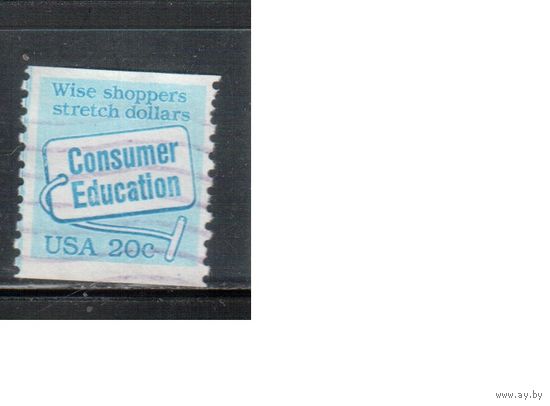 Wise shoppers
stretch dollars
Consumer
Education
USA 20c
www.ay.by